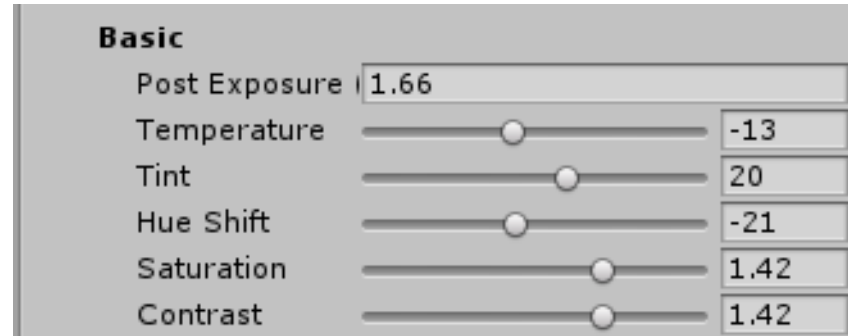 Basic
Post Exposure ( 1.66
Temperature -13
Tint 20
Hue Shift -21
Saturation 1.42
Contrast 1.42